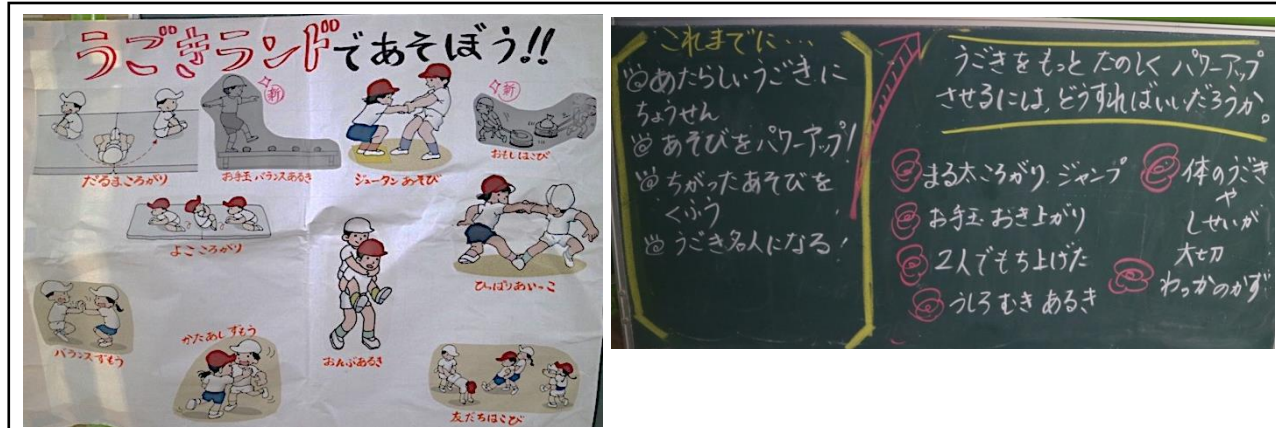 うごきランドであそぼう!!
だるまころがり
新
お手玉バランスあるき
ジュータンあそび
新
おもしはこび
よこころがり
ひっぱりあいっこ
バランスずもう
かたあしずもう
おんぶあるき
友だちはこび
これまでに…
あたらしいうごきに
ちょうせん
あそびをパワーアップ!
ちがったあそびを
くふう
うごき名人になる!
うごきをもっとたのしくパワーアップ
させるには、どうすればいいだろうか。
まる太ころがりジャンプ
お手玉おき上がり
2人でもち上げた
うしろむきあるき
体のうごき
や
しせいが
大切
わっかのかず